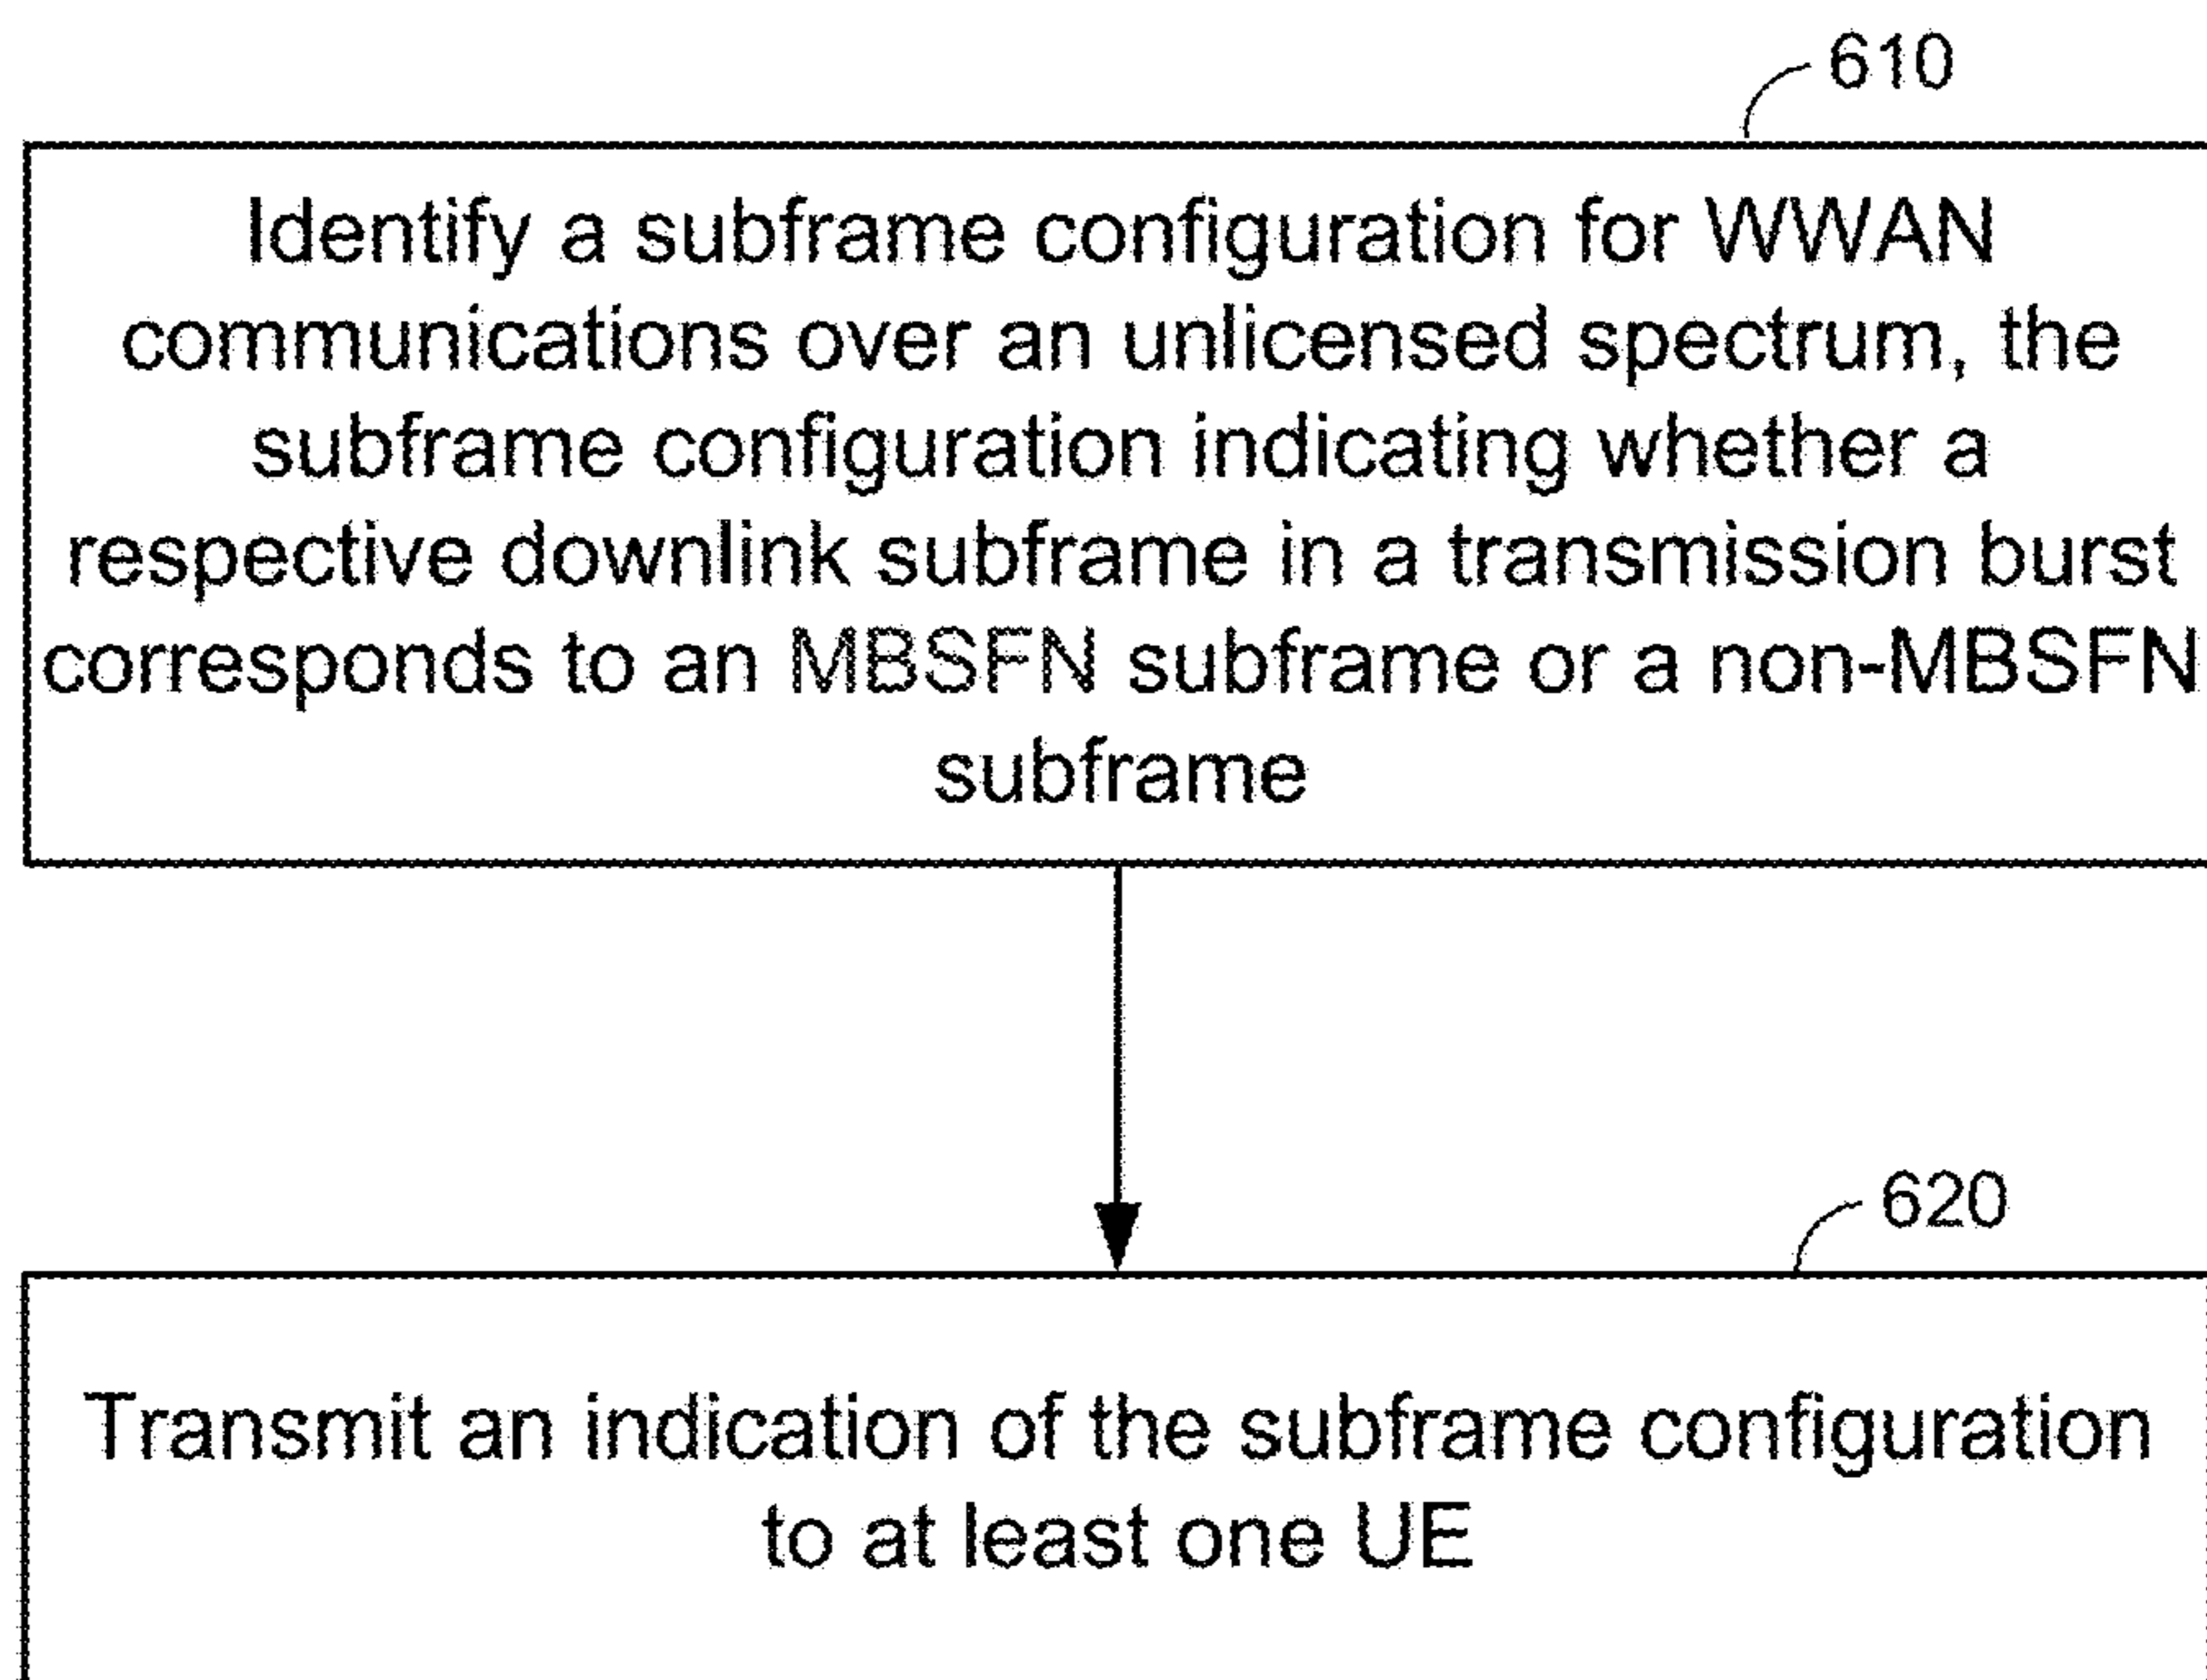 610
Identify a subframe configuration for WWAN
communications over an unlicensed spectrum, the
subframe configuration indicating whether a
respective downlink subframe in a transmission burst
corresponds to an MBSFN subframe or a non-MBSFN
subframe
620
Transmit an indication of the subframe configuration
to at least one UE